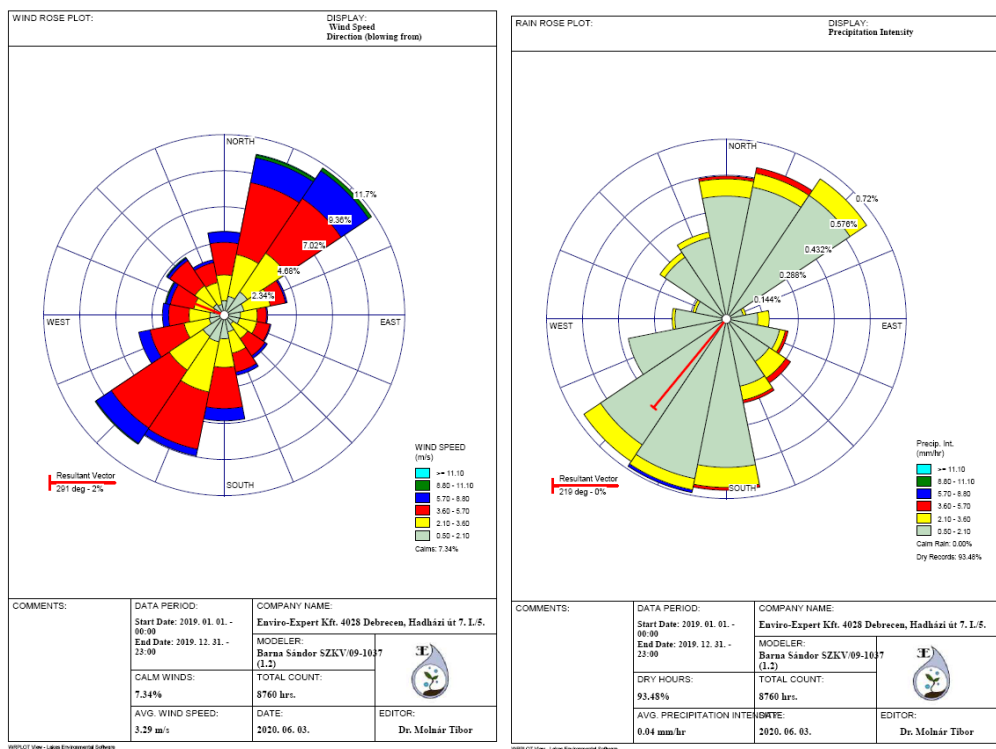 WIND ROSE PLOT:
DISPLAY:
Wind Speed
Direction (blowing from)
NORTH
11.7%
9.36%
7.02%
4.68%
2.34%
WEST
EAST
SOUTH
WIND SPEED
(m/s)
>= 11.10
8.80 - 11.10
5.70 - 8.80
3.60 - 5.70
2.10 - 3.60
0.50 - 2.10
Calms: 7.34%
Resultant Vector
291 deg - 2%
COMMENTS:
DATA PERIOD:
Start Date: 2019. 01. 01. -
00:00
End Date: 2019. 12. 31. -
23:00
COMPANY NAME:
Enviro-Expert Kft. 4028 Debrecen, Hadházi út 7. I./5.
MODELER:
Barna Sándor SZKV/09-1037
(1.2)
CALM WINDS:
7.34%
TOTAL COUNT:
8760 hrs.
AVG. WIND SPEED:
3.29 m/s
DATE:
2020. 06. 03.
EDITOR:
Dr. Molnár Tibor
WRPLOT View - Lakes Environmental Software
RAIN ROSE PLOT:
DISPLAY:
Precipitation Intensity
NORTH
0.72%
0.576%
0.432%
0.288%
0.144%
WEST
EAST
SOUTH
Precip. Int.
(mm/hr)
>= 11.10
8.80 - 11.10
5.70 - 8.80
3.60 - 5.70
2.10 - 3.60
0.50 - 2.10
Calm Rain: 0.00%
Dry Records: 93.48%
Resultant Vector
219 deg - 0%
COMMENTS:
DATA PERIOD:
Start Date: 2019. 01. 01. -
00:00
End Date: 2019. 12. 31. -
23:00
COMPANY NAME:
Enviro-Expert Kft. 4028 Debrecen, Hadházi út 7. I./5.
MODELER:
Barna Sándor SZKV/09-1037
(1.2)
DRY HOURS:
93.48%
TOTAL COUNT:
8760 hrs.
AVG. PRECIPITATION
0.04 mm/hr
DATE:
2020. 06. 03.
EDITOR:
Dr. Molnár Tibor
WRPLOT View - Lakes Environmental Software